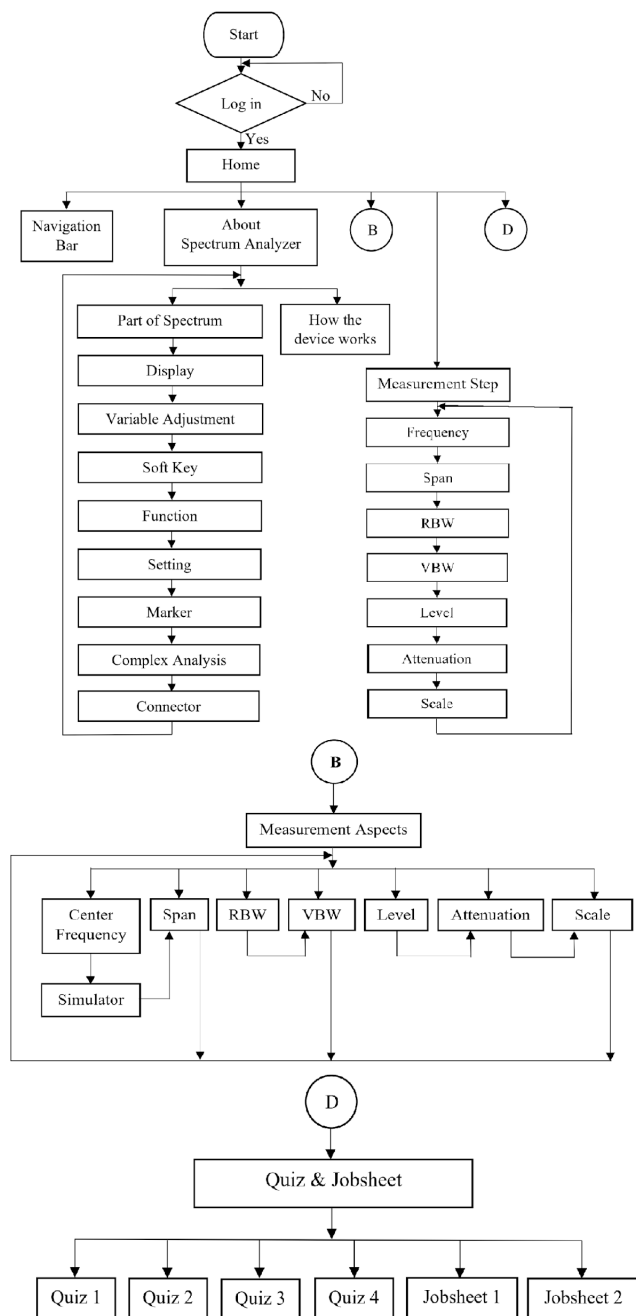 Start
Log in
No
Yes
Home
Navigation
Bar
About
Spectrum Analyzer
B
D
Part of Spectrum
How the
device works
Display
Variable Adjustment
Soft Key
Function
Setting
Marker
Complex Analysis
Connector
Measurement Step
Frequency
Span
RBW
VBW
Level
Attenuation
Scale
B
Measurement Aspects
Center
Frequency
Span
RBW
VBW
Level
Attenuation
Scale
Simulator
D
Quiz & Jobsheet
Quiz 1
Quiz 2
Quiz 3
Quiz 4
Jobsheet 1
Jobsheet 2